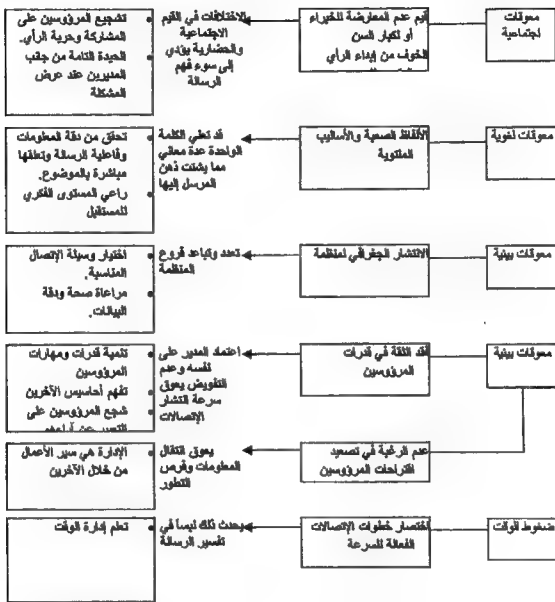 معوقات
اجتماعية
قيم عدم المعارضة للخبراء
أو لكبار السن
الخوف من إبداء الرأي
الاختلافات في القيم
الاجتماعية
والحضارية يؤدي
إلى سوء فهم
الرسالة
• تشجيع المرؤوسين على
المشاركة وحرية الرأي.
• الحيدة التامة من جانب
المديرين عند عرض
المشكلة
معوقات لغوية
الألفاظ الصعبة والأساليب
الملتوية
قد تعني الكلمة
الواحدة عدة معاني
مما يشتت ذهن
المرسل إليها
• تحقق من دقة المعلومات
وفاعلية الرسالة وتعلقها
مباشرة بالموضوع.
• راعي المستوى الفكري
للمستقبل
معوقات بيئية
الانتشار الجغرافي لمنظمة
تعدد وتباعد فروع
المنظمة
• اختيار وسيلة الإتصال
المناسبة.
• مراعاة صحة ودقة
البيانات.
معوقات بيئية
فقد الثقة في قدرات
المرؤوسين
اعتماد المدير على
نفسه وعدم
التفويض يعوق
سرعة انتشار
الإتصالات
• تنمية قدرات ومهارات
المرؤوسين
• تفهم أحاسيس الآخرين
• شجع المرؤوسين على
عدم الرغبة في تصعيد
اقتراحات المرؤوسين
يعوق انتقال
المعلومات وفرص
التطور
• الإدارة هي سير الأعمال
من خلال الآخرين
ضغوط الوقت
اختصار خطوات الإتصالات
الفعالة للسرعة
يحدث ذلك لبسا في
تفسير الرسالة
• تعلم إدارة الوقت